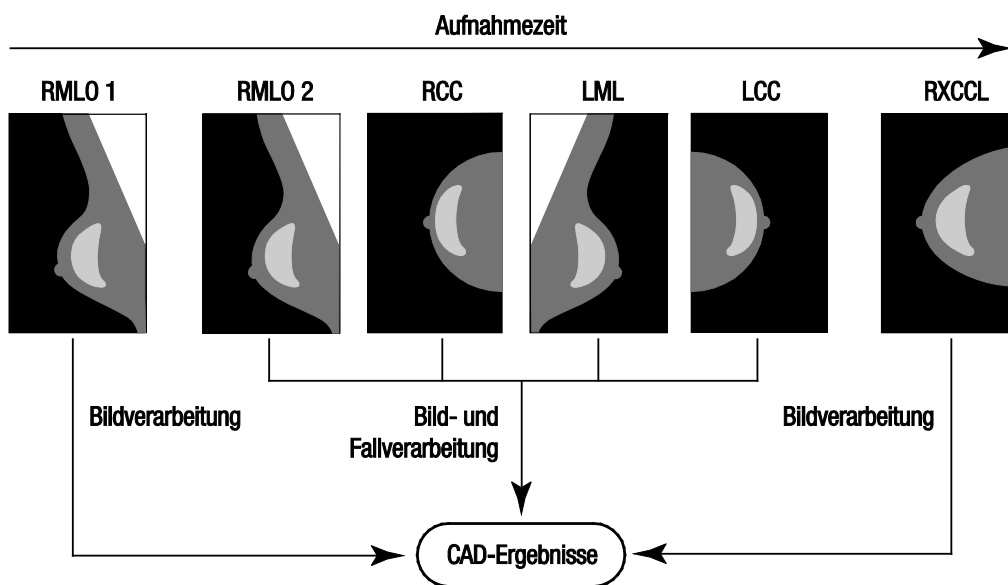 Aufnahmezeit
RMLO 1
RMLO 2
RCC
LML
LCC
RXCCL
Bildverarbeitung
Bild- und
Fallverarbeitung
Bildverarbeitung
CAD-Ergebnisse